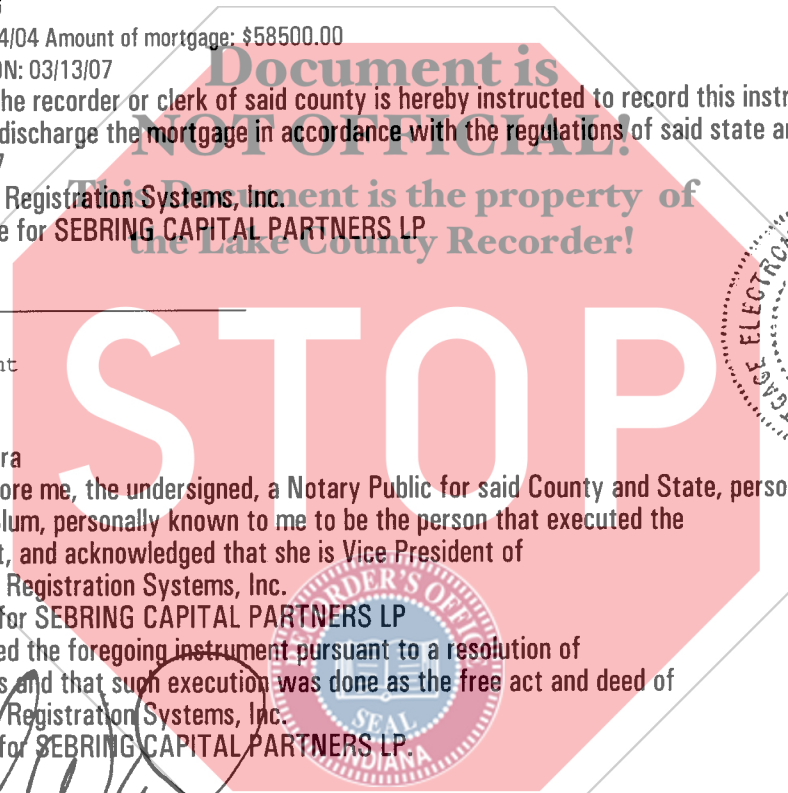 4/04 Amount of mortgage: $58500.00
ON: 03/13/07
Document is
he recorder or clerk of said county is hereby instructed to record this instr
discharge the mortgage in accordance with the regulations of said state a
NOT OFFICIAL!
7
Registration Systems, Inc.
This Document is the property of
e for SEBRING CAPITAL PARTNERS LP
the Lake County Recorder!
ELECTRON
GAGE
STOP
nt
ra
ore me, the undersigned, a Notary Public for said County and State, perso
lum, personally known to me to be the person that executed the
t, and acknowledged that she is Vice President of
Registration Systems, Inc.
for SEBRING CAPITAL PARTNERS LP
ed the foregoing instrument pursuant to a resolution of
s and that such execution was done as the free act and deed of
Registration Systems, Inc.
for SEBRING CAPITAL PARTNERS LP.
RECORDER'S OFFICE
SEAL
INDIANA